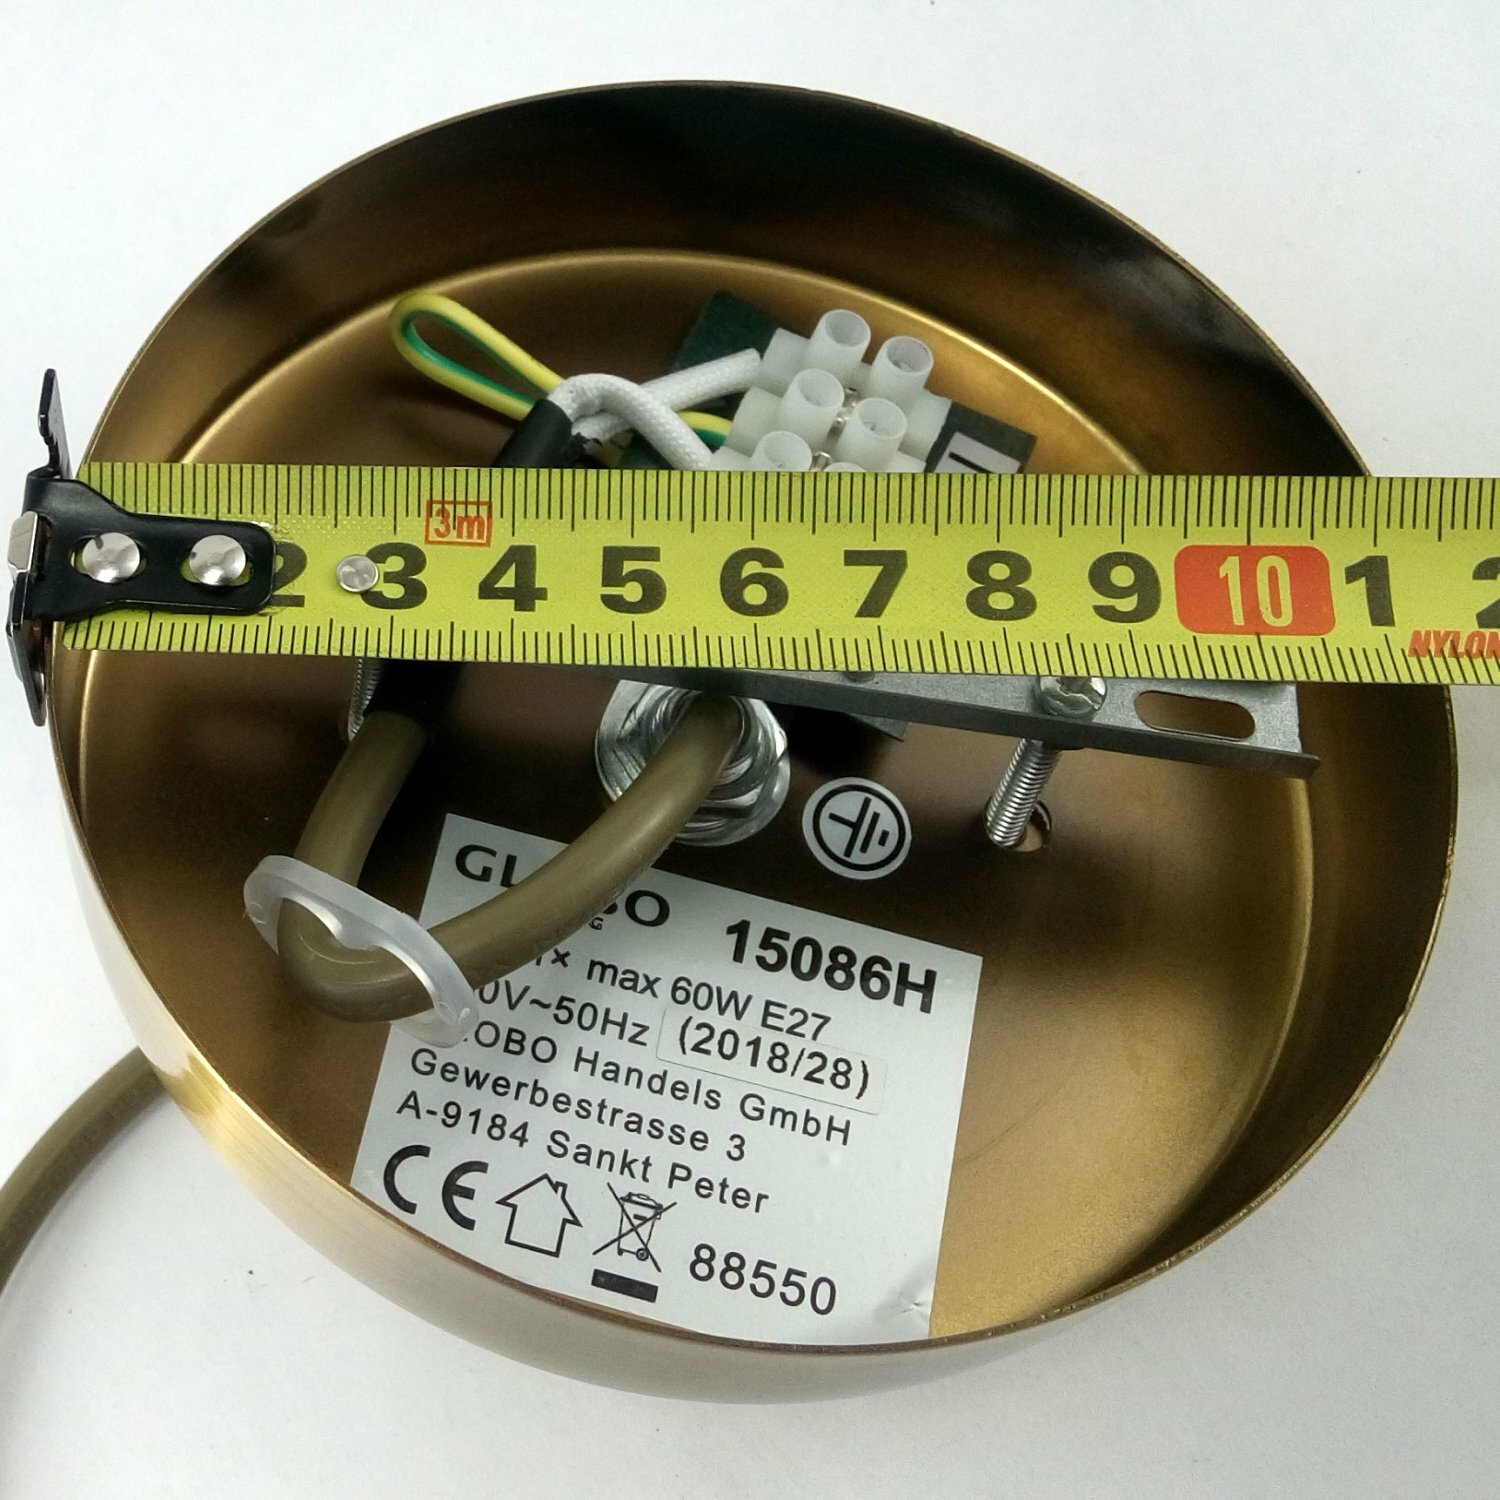 3m
2 3 4 5 6 7 8 9 10 1 2
NYLON
15086H
max 60W E27
0V~50Hz (2018/28)
OBO Handels GmbH
Gewerbestrasse 3
A-9184 Sankt Peter
CE 88550